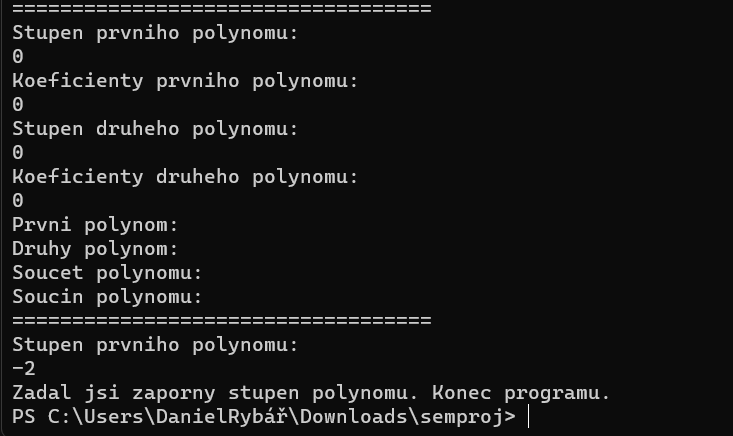 ===================================
Stupen prvniho polynomu:
0
Koeficienty prvniho polynomu:
0
Stupen druheho polynomu:
0
Koeficienty druheho polynomu:
0
Prvni polynom:
Druhy polynom:
Soucet polynomu:
Soucin polynomu:
===================================
Stupen prvniho polynomu:
-2
Zadal jsi zaporny stupen polynomu. Konec programu.
PS C:\Users\DanielRybář\Downloads\semproj>